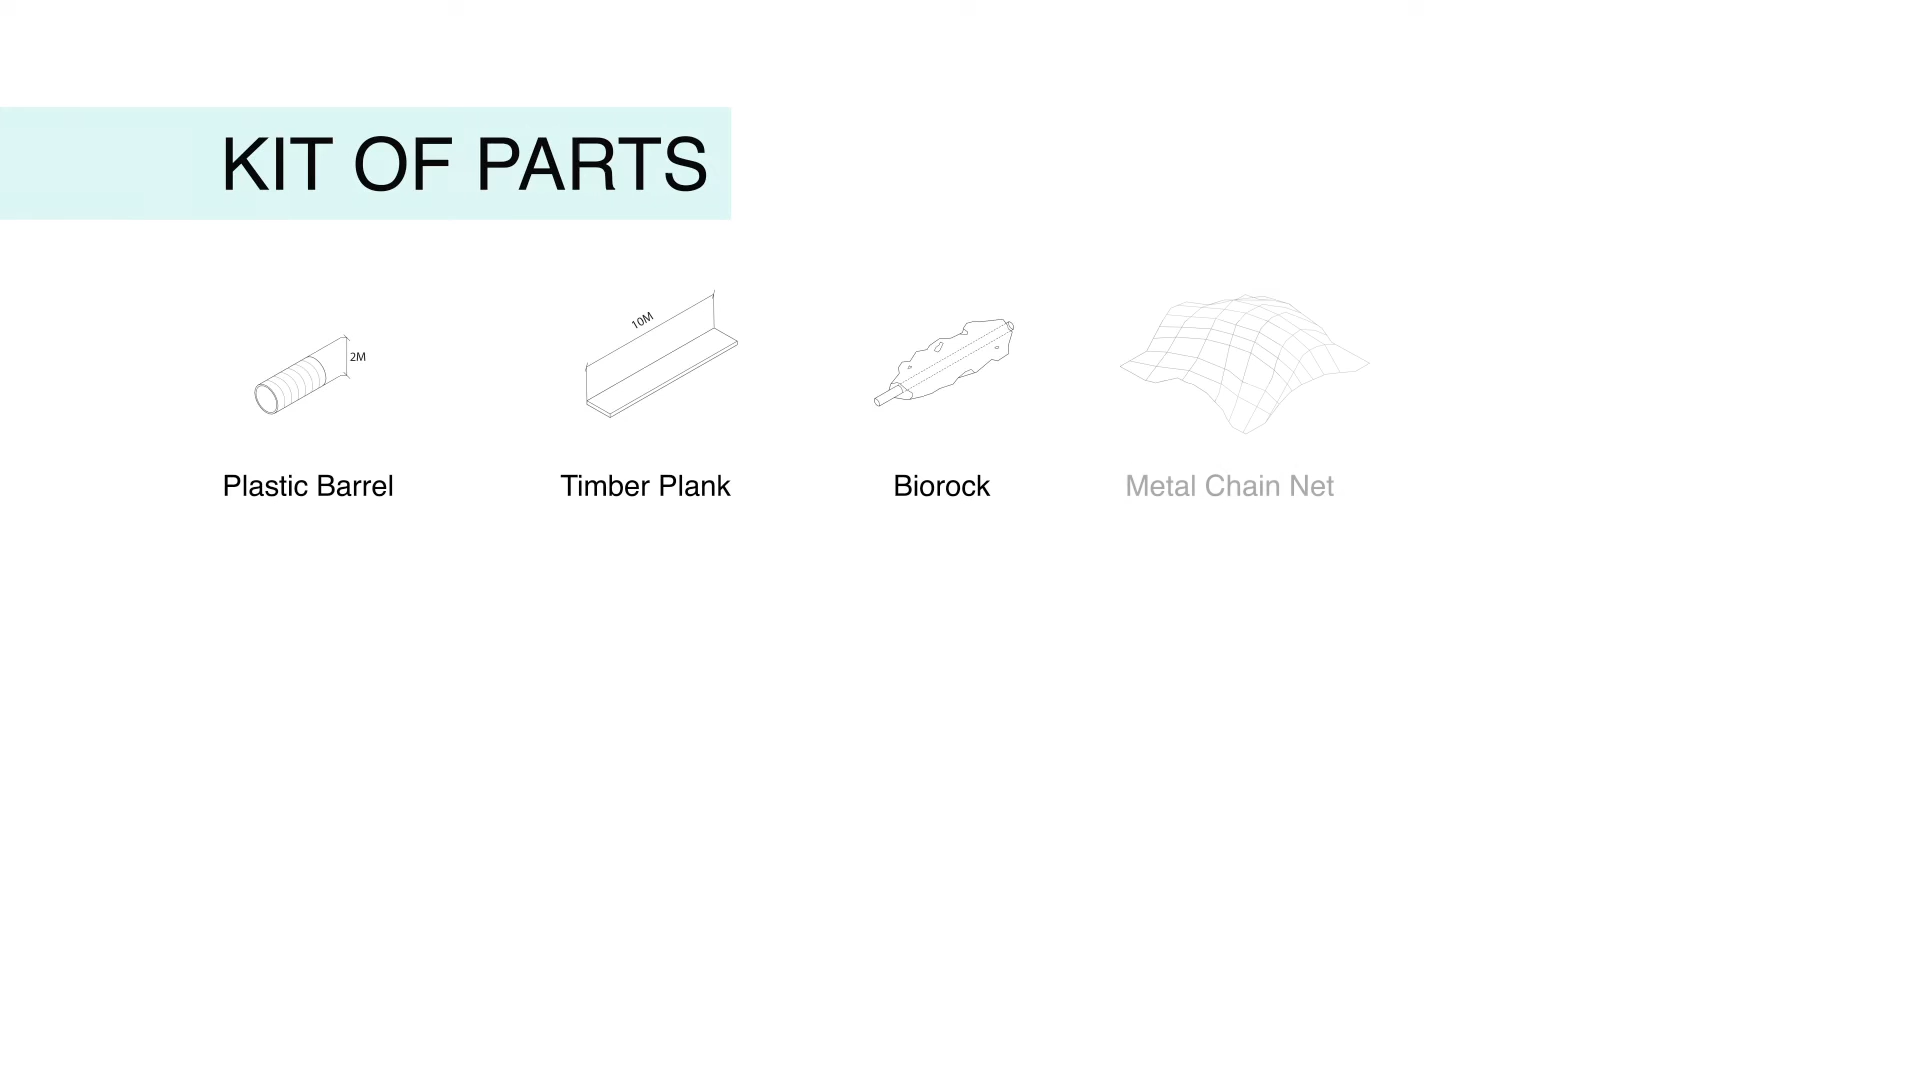 KIT OF PARTS
2M
10M
Plastic Barrel
Timber Plank
Biorock
Metal Chain Net